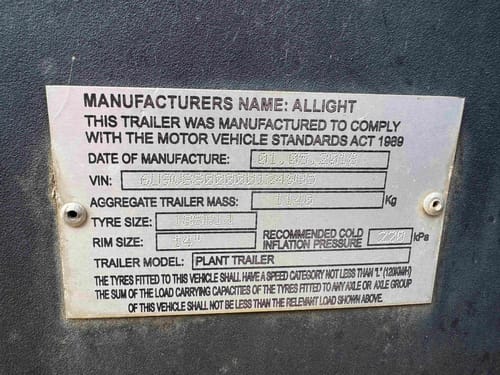 MANUFACTURERS NAME: ALLIGHT
THIS TRAILER WAS MANUFACTURED TO COMPLY
WITH THE MOTOR VEHICLE STANDARDS ACT 1989
DATE OF MANUFACTURE:
VIN:
AGGREGATE TRAILER MASS: Kg
TYRE SIZE:
RIM SIZE: 14" RECOMMENDED COLD INFLATION PRESSURE kPa
TRAILER MODEL: PLANT TRAILER
THE TYRES FITTED TO THIS VEHICLE SHALL HAVE A SPEED CATEGORY NOT LESS THAN "L" (120KM/H)
THE SUM OF THE LOAD CARRYING CAPACITIES OF THE TYRES FITTED TO ANY AXLE OR AXLE GROUP
OF THIS VEHICLE SHALL NOT BE LESS THAN THE RELEVANT LOAD SHOWN ABOVE.